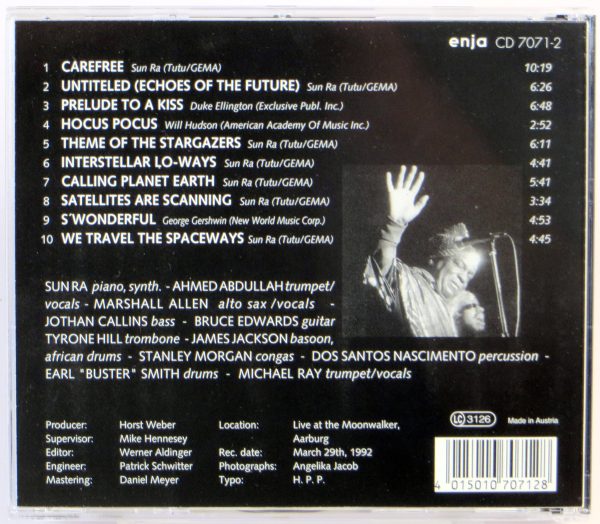 enja CD 7071-2
1 CAREFREE Sun Ra (Tutu/GEMA) 10:19
2 UNTITELED (ECHOES OF THE FUTURE) Sun Ra (Tutu/GEMA) 6:26
3 PRELUDE TO A KISS Duke Ellington (Exclusive Publ. Inc.) 6:48
4 HOCUS POCUS Will Hudson (American Academy Of Music Inc.) 2:52
5 THEME OF THE STARGAZERS Sun Ra (Tutu/GEMA) 6:11
6 INTERSTELLAR LO-WAYS Sun Ra (Tutu/GEMA) 4:41
7 CALLING PLANET EARTH Sun Ra (Tutu/GEMA) 5:41
8 SATELLITES ARE SCANNING Sun Ra (Tutu/GEMA) 3:34
9 S´WONDERFUL George Gershwin (New World Music Corp.) 4:53
10 WE TRAVEL THE SPACEWAYS Sun Ra (Tutu/GEMA) 4:45
SUN RA piano, synth. - AHMED ABDULLAH trumpet/
vocals - MARSHALL ALLEN alto sax /vocals -
JOTHAN CALLINS bass - BRUCE EDWARDS guitar
TYRONE HILL trombone - JAMES JACKSON basoon,
african drums - STANLEY MORGAN congas - DOS SANTOS NASCIMENTO percussion -
EARL "BUSTER" SMITH drums - MICHAEL RAY trumpet/vocals
Producer: Horst Weber
Supervisor: Mike Hennesey
Editor: Werner Aldinger
Engineer: Patrick Schwitter
Mastering: Daniel Meyer
Location: Live at the Moonwalker,
Aarburg
Rec. date: March 29th, 1992
Photographs: Angelika Jacob
Typo: H. P. P.
LC 3126 Made in Austria
4 015010 707128